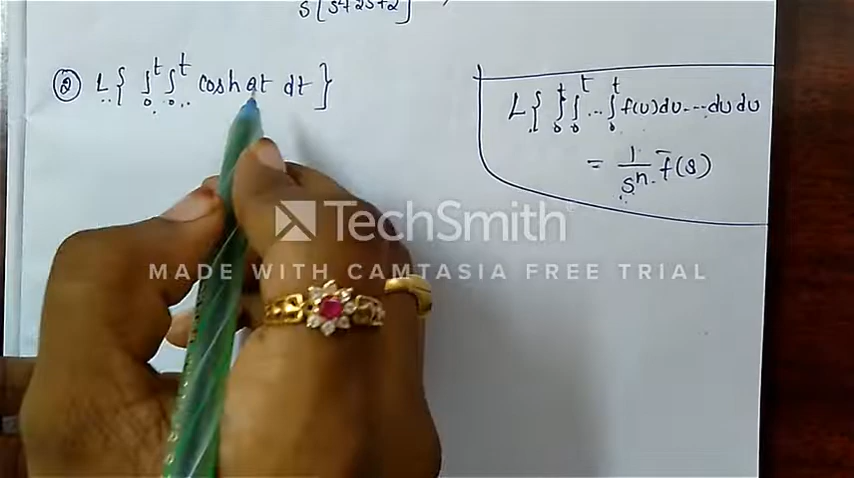 s[s²+2s+2]
② L{ ∫₀ᵗ ∫₀ᵗ cosh at dt }
L{ ∫₀ᵗ ∫₀ᵗ ... ∫₀ᵗ f(u)du...du du
= 1/sⁿ. f̄(s)
TechSmith
MADE WITH CAMTASIA FREE TRIAL